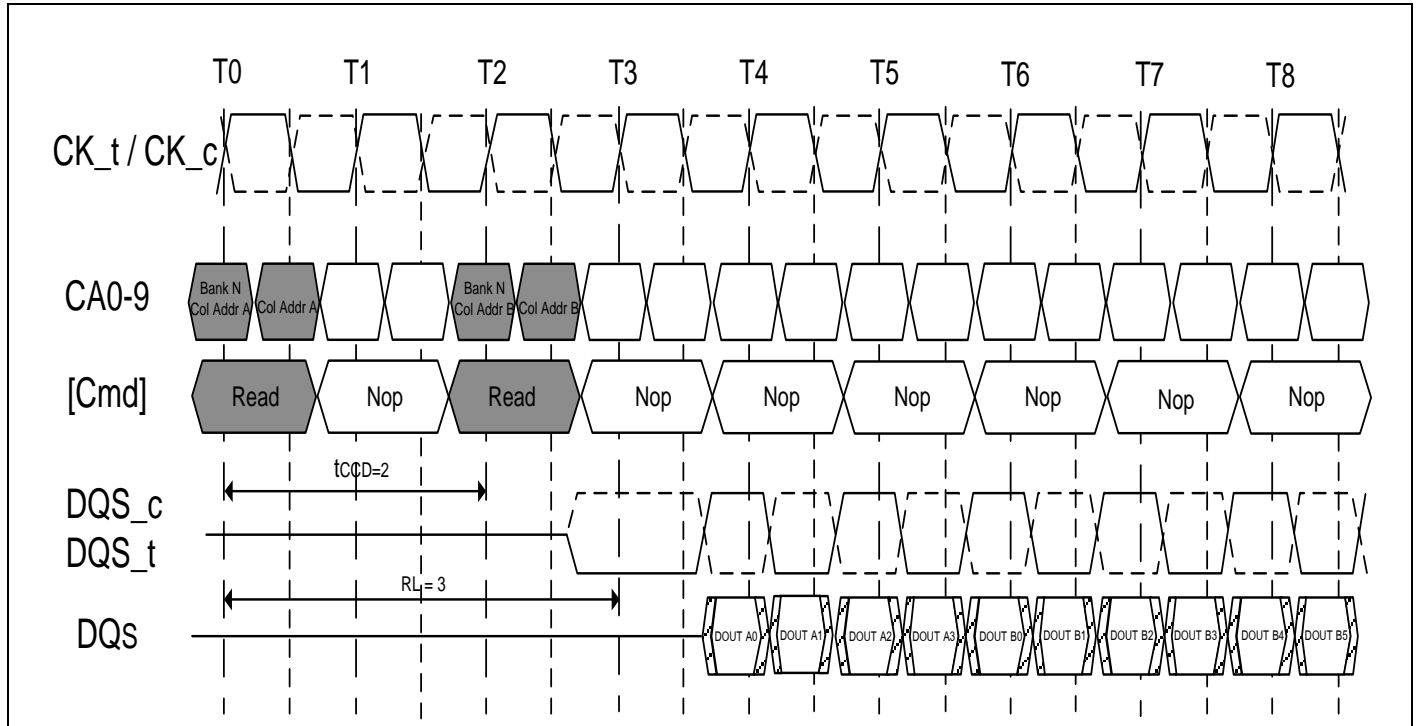 T0 T1 T2 T3 T4 T5 T6 T7 T8
CK_t / CK_c
CA0-9
Bank N
Col Addr A
Col Addr A
Bank N
Col Addr B
Col Addr B
[Cmd]
Read Nop Read Nop Nop Nop Nop Nop Nop
tCCD=2
DQS_c
DQS_t
RL = 3
DQs
DOUT A0 DOUT A1 DOUT A2 DOUT A3 DOUT B0 DOUT B1 DOUT B2 DOUT B3 DOUT B4 DOUT B5